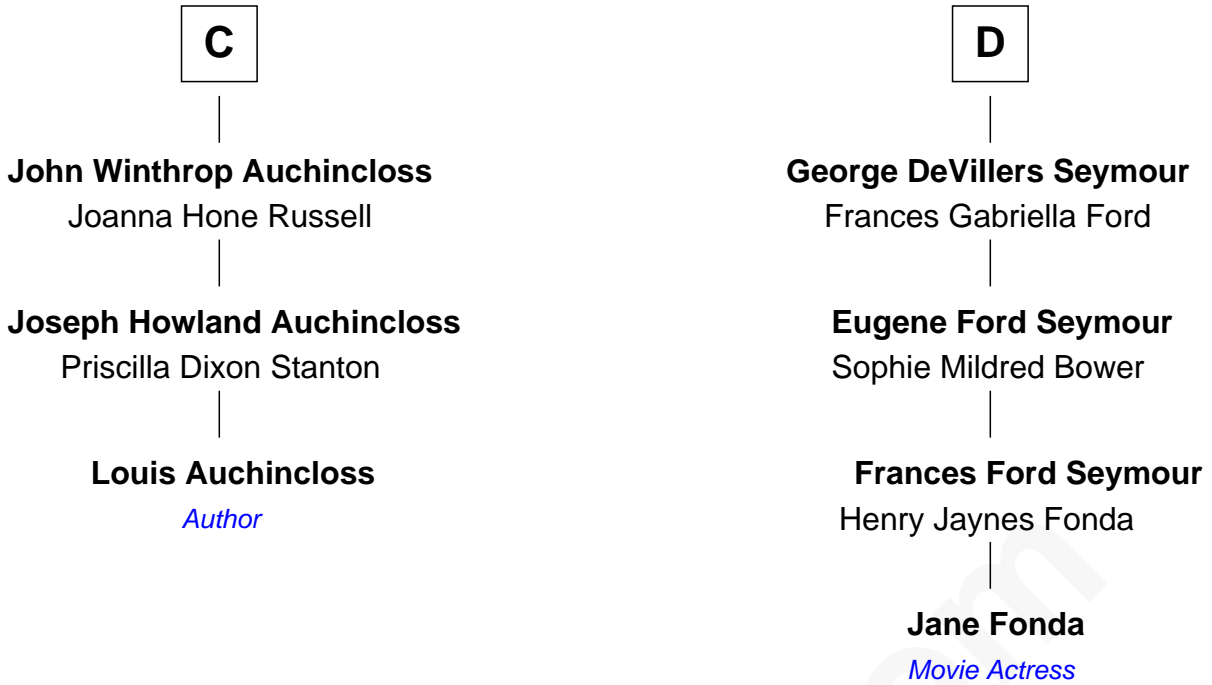 C
John Winthrop Auchincloss
Joanna Hone Russell
Joseph Howland Auchincloss
Priscilla Dixon Stanton
Louis Auchincloss
Author
D
George DeVillers Seymour
Frances Gabriella Ford
Eugene Ford Seymour
Sophie Mildred Bower
Frances Ford Seymour
Henry Jaynes Fonda
Jane Fonda
Movie Actress